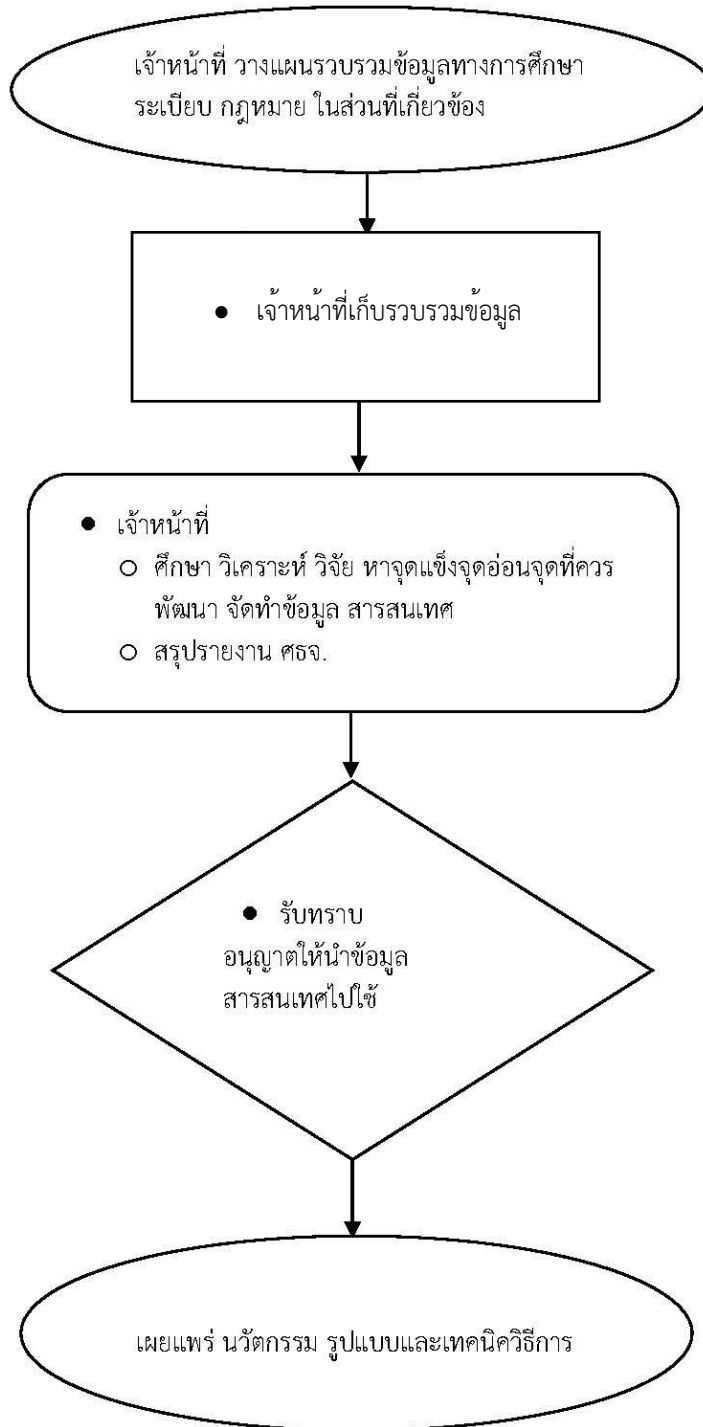 เจ้าหน้าที่ วางแผนรวบรวมข้อมูลทางการศึกษา
ระเบียบ กฎหมาย ในส่วนที่เกี่ยวข้อง
● เจ้าหน้าที่เก็บรวบรวมข้อมูล
● เจ้าหน้าที่
○ ศึกษา วิเคราะห์ วิจัย หาจุดแข็งจุดอ่อนจุดที่ควร
พัฒนา จัดทำข้อมูล สารสนเทศ
○ สรุปรายงาน ศธจ.
● รับทราบ
อนุญาตให้นำข้อมูล
สารสนเทศไปใช้
เผยแพร่ นวัตกรรม รูปแบบและเทคนิควิธีการ